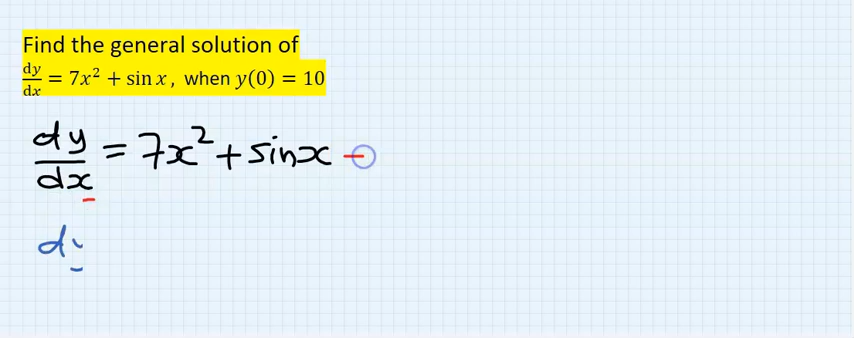 Find the general solution of
dy/dx = 7x² + sin x , when y(0) = 10
dy/dx = 7x² + sinx